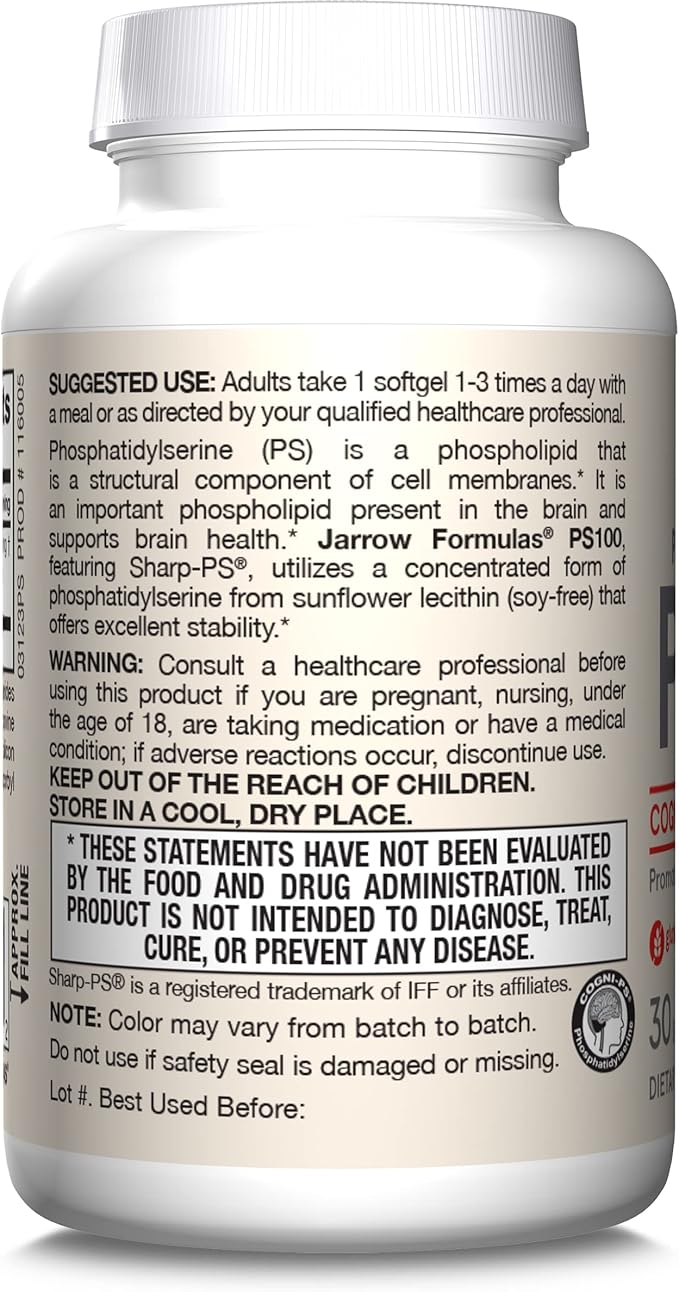 SUGGESTED USE: Adults take 1 softgel 1-3 times a day with
a meal or as directed by your qualified healthcare professional.
Phosphatidylserine (PS) is a phospholipid that
is a structural component of cell membranes.* It is
an important phospholipid present in the brain and
supports brain health.* Jarrow Formulas® PS100,
featuring Sharp-PS®, utilizes a concentrated form of
phosphatidylserine from sunflower lecithin (soy-free) that
offers excellent stability.*
WARNING: Consult a healthcare professional before
using this product if you are pregnant, nursing, under
the age of 18, are taking medication or have a medical
condition; if adverse reactions occur, discontinue use.
KEEP OUT OF THE REACH OF CHILDREN.
STORE IN A COOL, DRY PLACE.
* THESE STATEMENTS HAVE NOT BEEN EVALUATED
BY THE FOOD AND DRUG ADMINISTRATION. THIS
PRODUCT IS NOT INTENDED TO DIAGNOSE, TREAT,
CURE, OR PREVENT ANY DISEASE.
Sharp-PS® is a registered trademark of IFF or its affiliates.
NOTE: Color may vary from batch to batch.
Do not use if safety seal is damaged or missing.
Lot #. Best Used Before:
COGNI-PS®
Phosphatidylserine
03123PS PROD # 116005
APPROX.
FILL LINE
30